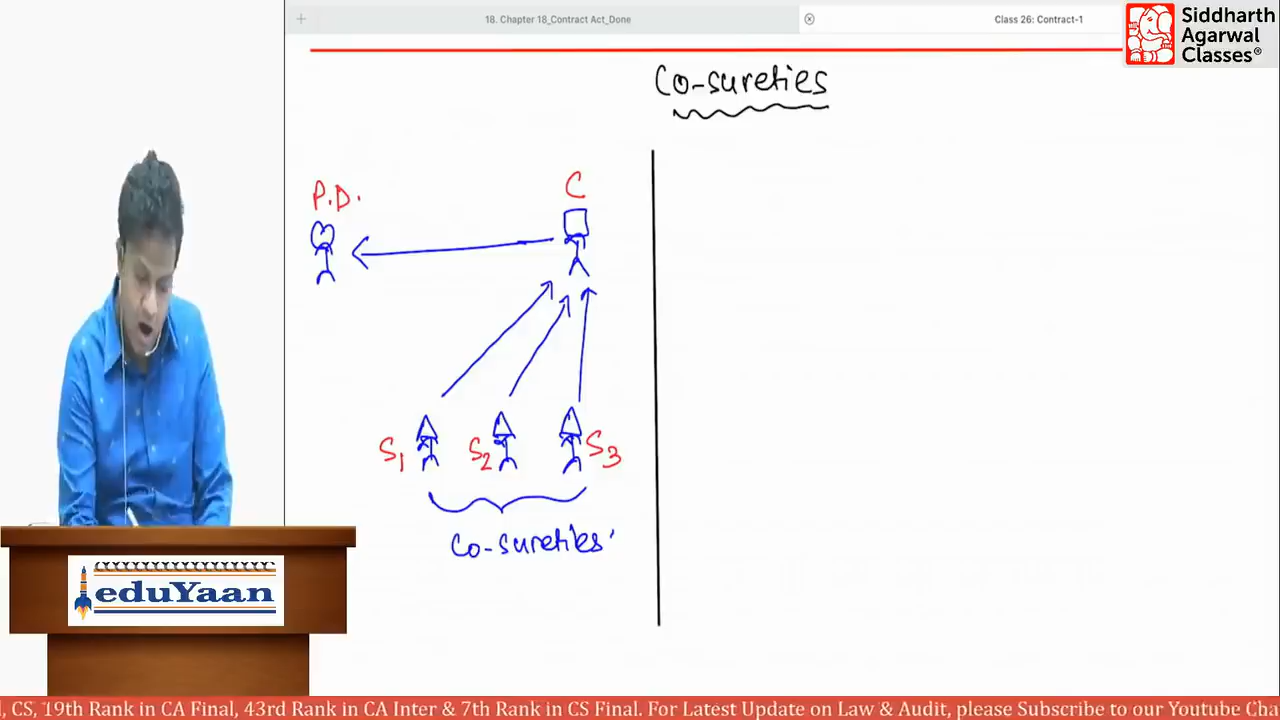 18. Chapter 18_Contract Act_Done
Class 26: Contract-1
Siddharth
Agarwal
Classes®
Co-sureties
P.D.
C
S1
S2
S3
Co-sureties
eduYaan
, CS, 19th Rank in CA Final, 43rd Rank in CA Inter & 7th Rank in CS Final. For Latest Update on Law & Audit, please Subscribe to our Youtube Cha